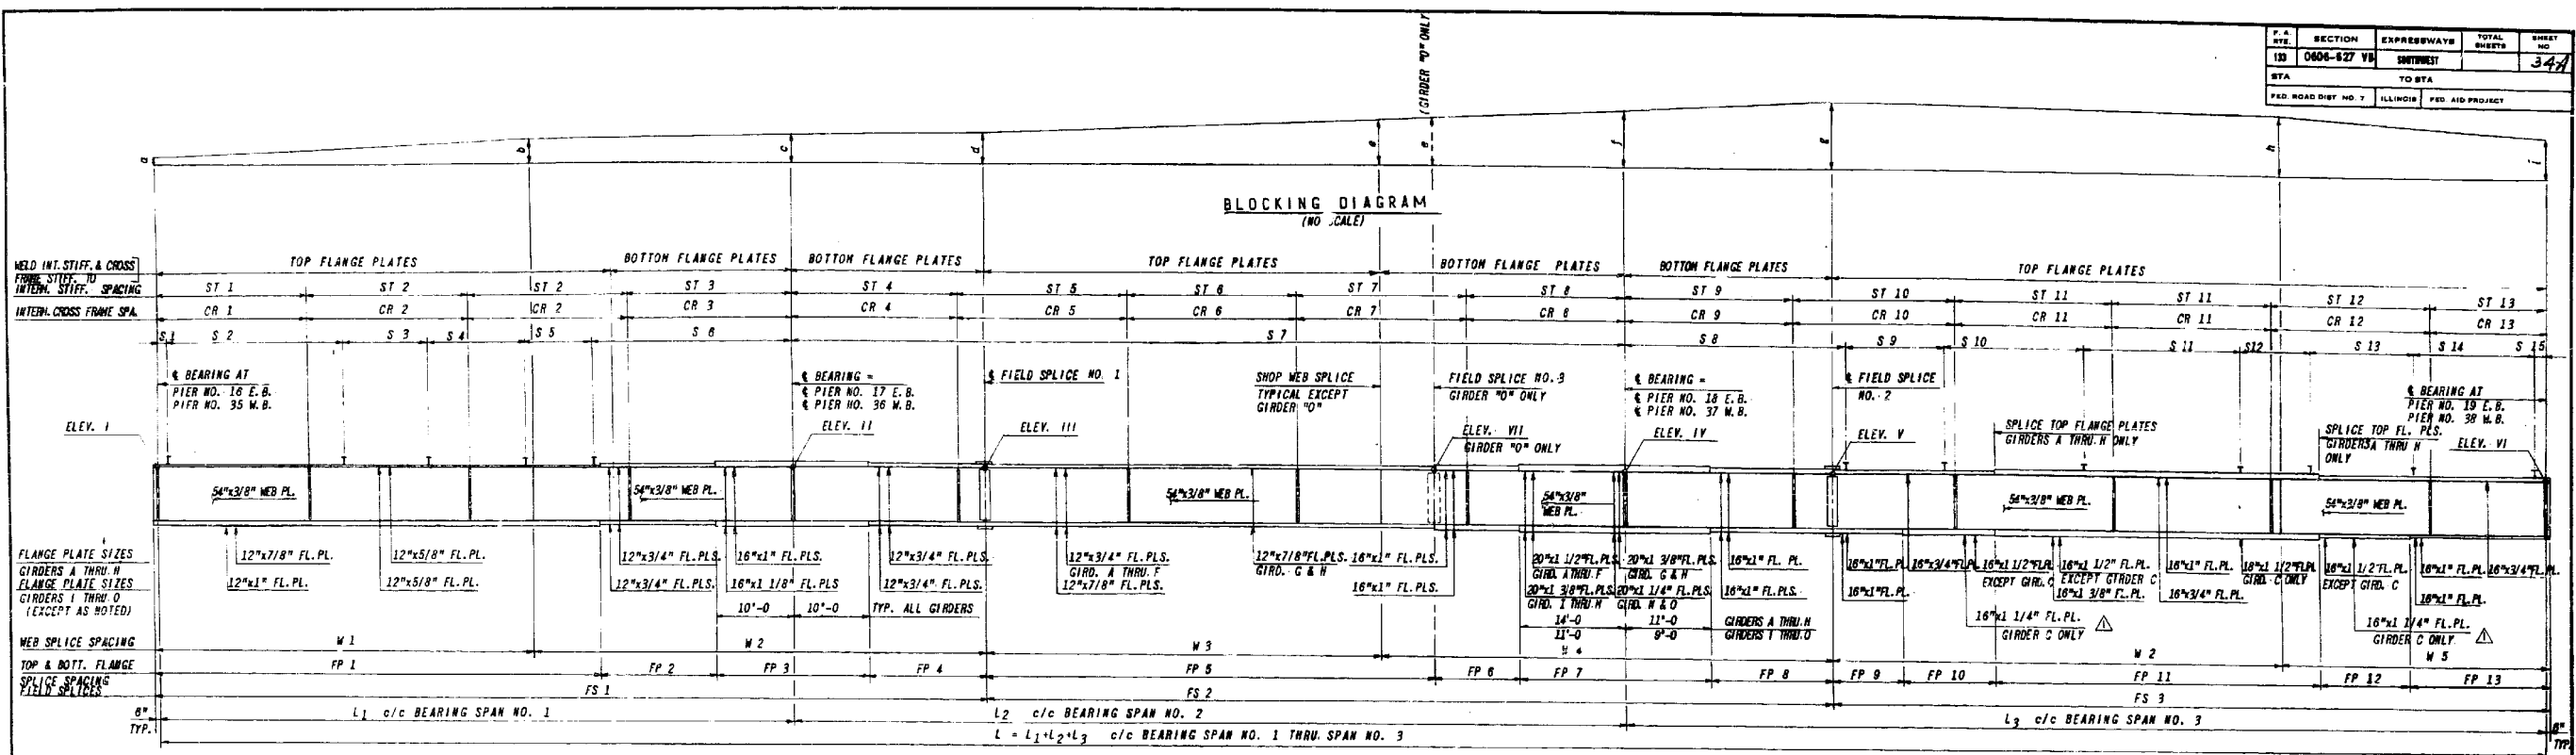 F. A. RTE. SECTION EXPRESSWAYS TOTAL SHEETS SHEET NO
133 0606-627 SOUTHWEST 34A
STA TO STA
FED. ROAD DIST NO. 7 ILLINOIS FED. AID PROJECT
(GIRDER "O" ONLY
a b c d e e f g h i
BLOCKING DIAGRAM
(NO SCALE)
WELD INT. STIFF. & CROSS
FRAME STIFF. TO
TOP FLANGE PLATES BOTTOM FLANGE PLATES BOTTOM FLANGE PLATES TOP FLANGE PLATES BOTTOM FLANGE PLATES BOTTOM FLANGE PLATES TOP FLANGE PLATES
INTERM. STIFF. SPACING ST 1 ST 2 ST 2 ST 3 ST 4 ST 5 ST 6 ST 7 ST 8 ST 9 ST 10 ST 11 ST 11 ST 12 ST 13
INTERM. CROSS FRAME SPA. CR 1 CR 2 CR 2 CR 3 CR 4 CR 5 CR 6 CR 7 CR 8 CR 9 CR 10 CR 11 CR 11 CR 12 CR 13
S 1 S 2 S 3 S 4 S 5 S 6 S 7 S 8 S 9 S 10 S 11 S12 S 13 S 14 S 15
℄ BEARING AT
PIER NO. 16 E.B.
PIER NO. 35 W.B.
℄ BEARING =
℄ PIER NO. 17 E.B.
℄ PIER NO. 36 W.B.
℄ FIELD SPLICE NO. 1
SHOP WEB SPLICE
TYPICAL EXCEPT
GIRDER "O"
FIELD SPLICE NO. 3
GIRDER "O" ONLY
℄ BEARING =
℄ PIER NO. 18 E.B.
℄ PIER NO. 37 W.B.
℄ FIELD SPLICE
NO. 2
℄ BEARING AT
PIER NO. 19 E.B.
PIER NO. 38 W.B.
ELEV. I
ELEV. II
ELEV. III
ELEV. VII
GIRDER "O" ONLY
ELEV. IV
ELEV. V
SPLICE TOP FLANGE PLATES
GIRDERS A THRU. H ONLY
SPLICE TOP FL. PLS.
GIRDERS A THRU H
ONLY
ELEV. VI
54"x3/8" WEB PL. 54"x3/8" WEB PL. 54"x3/8" WEB PL. 54"x3/8" WEB PL. 54"x3/8" WEB PL. 54"x3/8" WEB PL.
FLANGE PLATE SIZES
GIRDERS A THRU. H
12"x7/8" FL.PL. 12"x5/8" FL.PL. 12"x3/4" FL.PLS. 16"x1" FL.PLS. 12"x3/4" FL.PLS. 12"x3/4" FL.PLS.
GIRD. A THRU. F
12"x7/8"FL.PLS.
GIRD. G & H
16"x1" FL.PLS. 20"x1 1/2"FL.PLS.
GIRD. A THRU. F
20"x1 3/8"FL.PLS.
GIRD. G & H
16"x1" FL. PL. 16"x1"FL.PL. 16"x3/4"FL.PL. 16"x1 1/2"FL.PL.
EXCEPT GIRD. C
16"x1 1/2" FL.PL.
EXCEPT GIRDER C
16"x1" FL.PL. 16"x1 1/2"FL.PL.
GIRD. C ONLY
16"x1 1/2"FL.PL.
EXCEPT GIRD. C
16"x1" FL.PL. 16"x3/4"FL.PL.
FLANGE PLATE SIZES
GIRDERS I THRU. O
(EXCEPT AS NOTED)
12"x1" FL.PL. 12"x5/8" FL.PL. 12"x3/4" FL.PLS. 16"x1 1/8" FL.PLS 12"x3/4" FL.PLS. 12"x7/8" FL.PLS. 16"x1" FL.PLS. 20"x1 3/8"FL.PLS.
20"x1 1/4" FL.PLS.
GIRD. N & O
16"x1" FL.PLS. 16"x1"FL.PL. 16"x1 3/8" FL.PL. 16"x3/4" FL.PL. 16"x1" FL.PL.
16"x1 1/4" FL.PL.
GIRDER C ONLY
16"x1 1/4" FL.PL.
GIRDER C ONLY
10'-0 10'-0 TYP. ALL GIRDERS
14'-0 11'-0 GIRDERS A THRU. H
11'-0 9'-0 GIRDERS I THRU. O
WEB SPLICE SPACING W 1 W 2 W 3 W 4 W 2 W 5
TOP & BOTT. FLANGE
SPLICE SPACING
FP 1 FP 2 FP 3 FP 4 FP 5 FP 6 FP 7 FP 8 FP 9 FP 10 FP 11 FP 12 FP 13
FIELD SPLICES FS 1 FS 2 FS 3
6"
TYP.
L1 c/c BEARING SPAN NO. 1 L2 c/c BEARING SPAN NO. 2 L3 c/c BEARING SPAN NO. 3
6"
TYP.
L = L1+L2+L3 c/c BEARING SPAN NO. 1 THRU. SPAN NO. 3